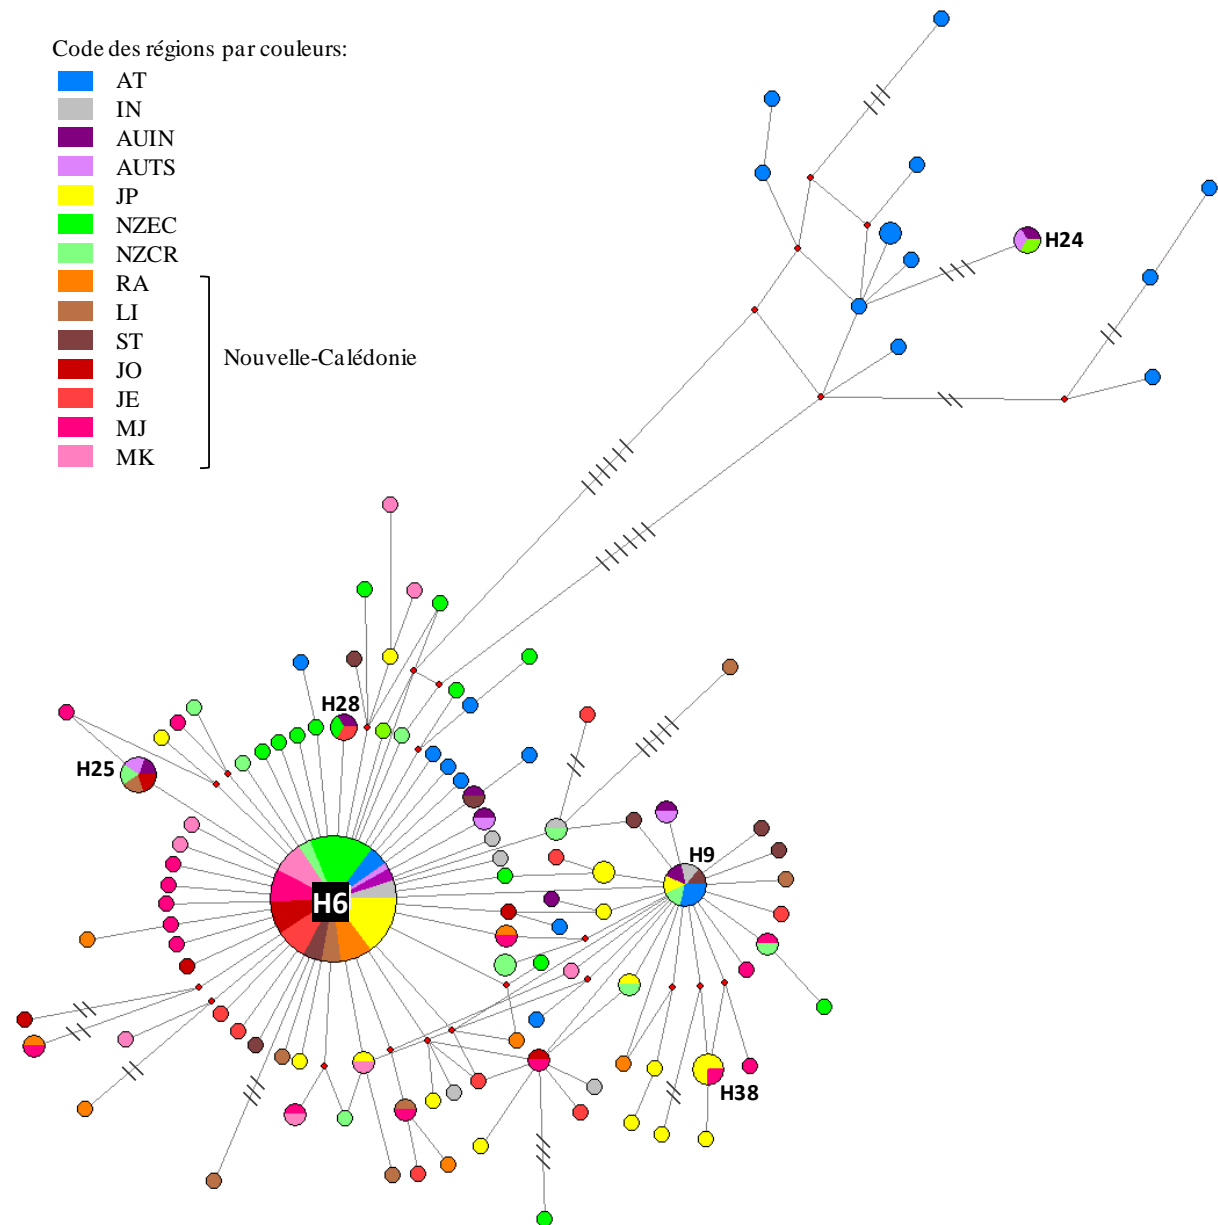 Code des régions par couleurs:
AT
IN
AUIN
AUTS
JP
NZEC
NZCR
RA
LI
ST
JO
JE
MJ
MK
Nouvelle-Calédonie
H24
H28
H25
H9
H6
H38